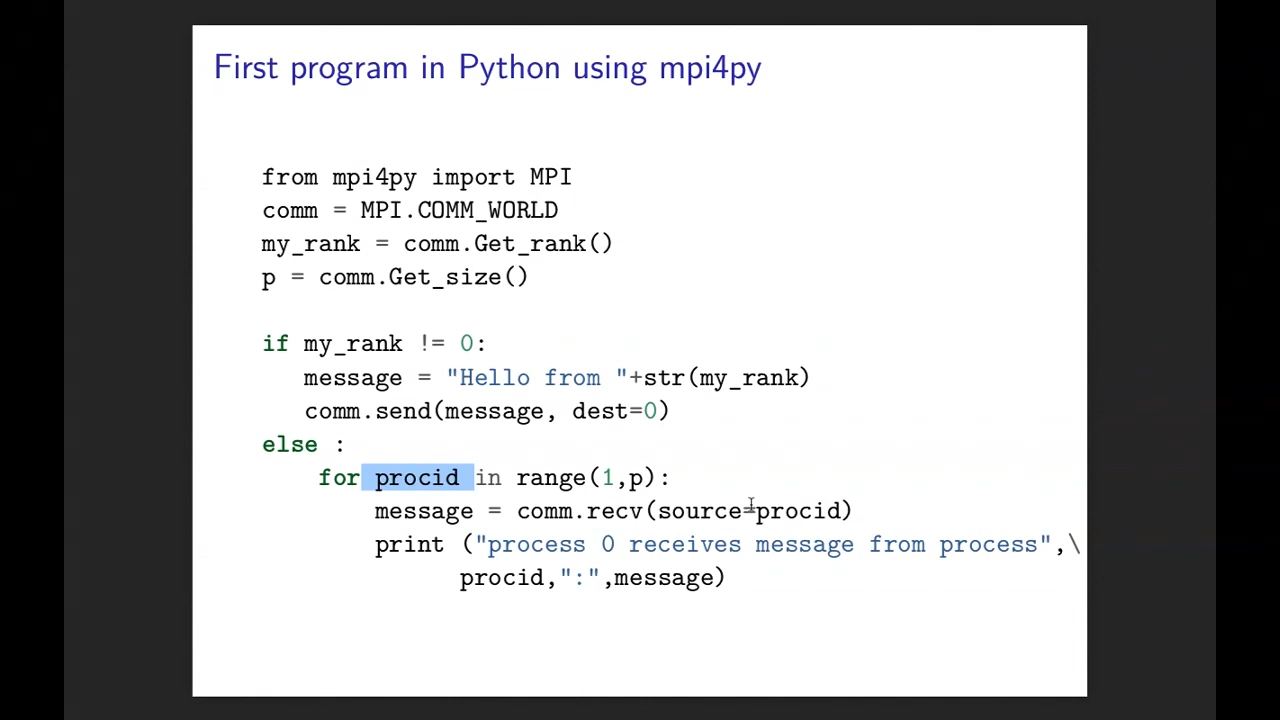 First program in Python using mpi4py
from mpi4py import MPI
comm = MPI.COMM_WORLD
my_rank = comm.Get_rank()
p = comm.Get_size()
if my_rank != 0:
message = "Hello from "+str(my_rank)
comm.send(message, dest=0)
else :
for procid in range(1,p):
message = comm.recv(source=procid)
print ("process 0 receives message from process",\
procid,":",message)